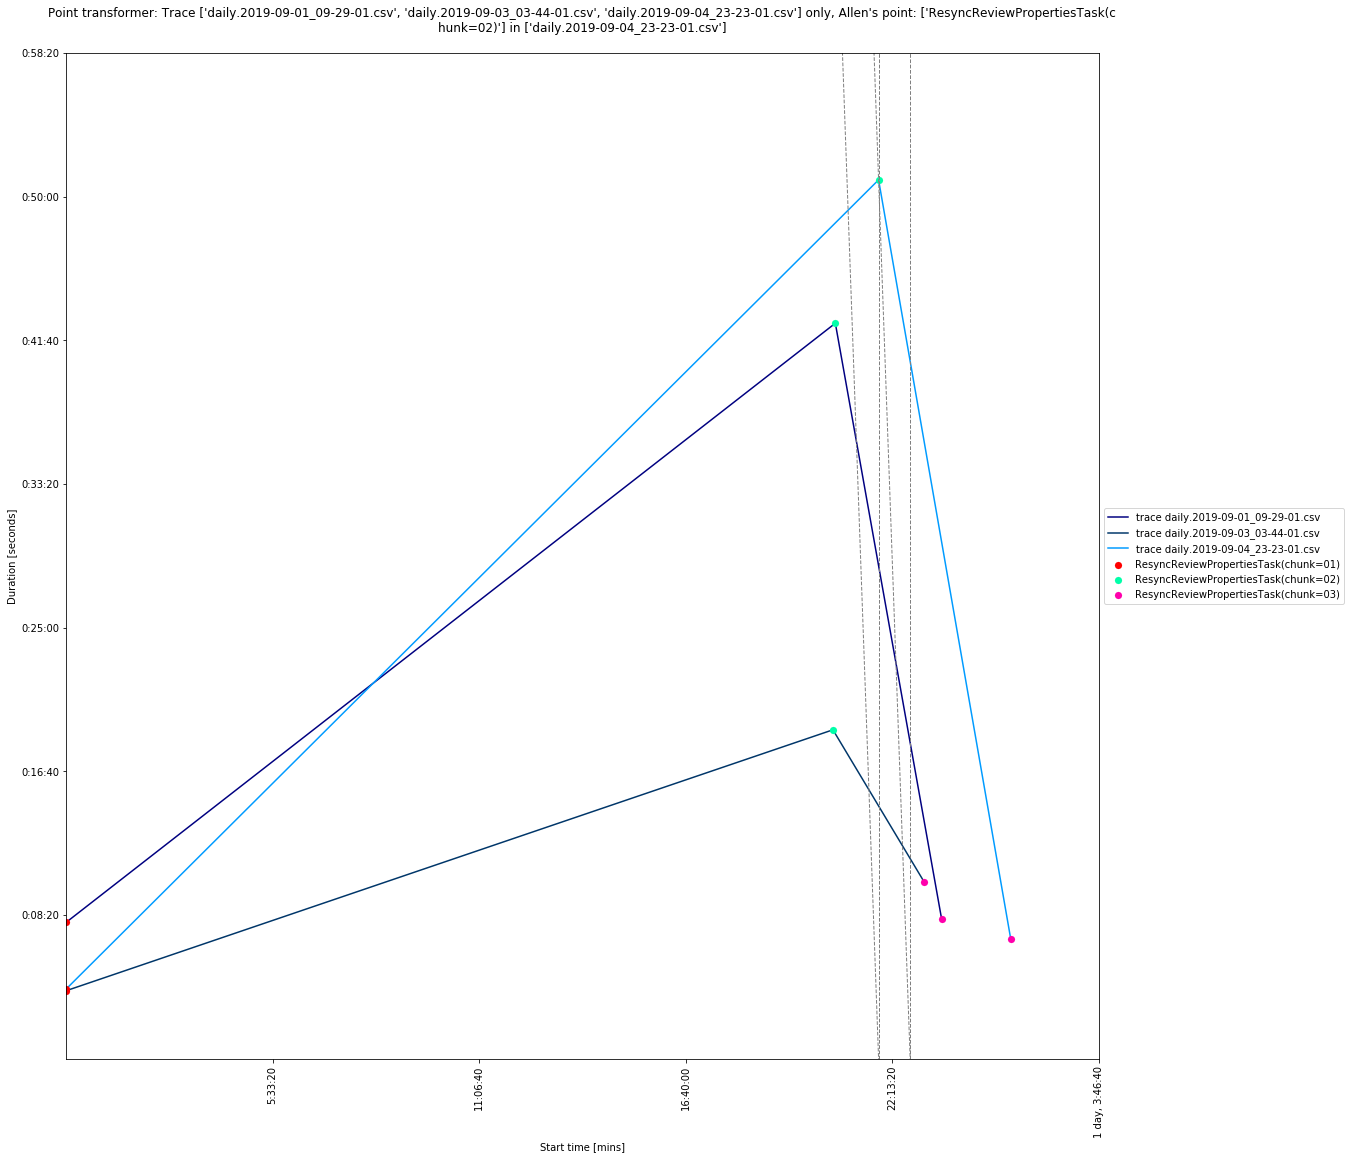 Point transformer: Trace ['daily.2019-09-01_09-29-01.csv', 'daily.2019-09-03_03-44-01.csv', 'daily.2019-09-04_23-23-01.csv'] only, Allen's point: ['ResyncReviewPropertiesTask(c
hunk=02)'] in ['daily.2019-09-04_23-23-01.csv']
0:58:20
0:50:00
0:41:40
0:33:20
0:25:00
0:16:40
0:08:20
Duration [seconds]
5:33:20
11:06:40
16:40:00
22:13:20
1 day, 3:46:40
Start time [mins]
trace daily.2019-09-01_09-29-01.csv
trace daily.2019-09-03_03-44-01.csv
trace daily.2019-09-04_23-23-01.csv
ResyncReviewPropertiesTask(chunk=01)
ResyncReviewPropertiesTask(chunk=02)
ResyncReviewPropertiesTask(chunk=03)